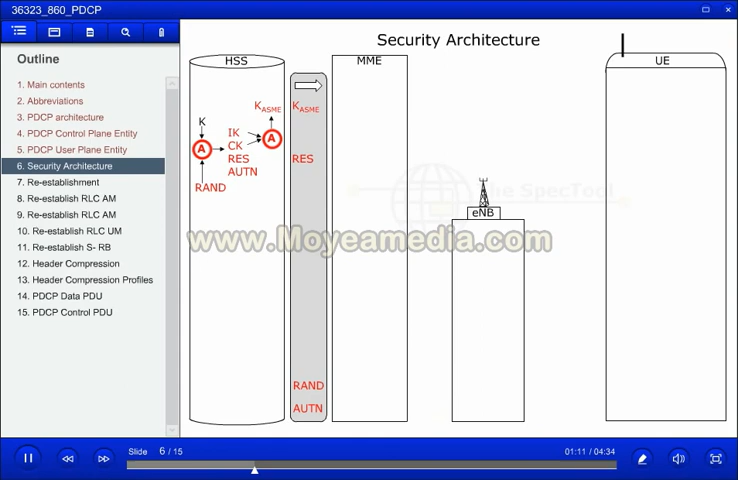 36323_860_PDCP
Outline
1. Main contents
2. Abbreviations
3. PDCP architecture
4. PDCP Control Plane Entity
5. PDCP User Plane Entity
6. Security Architecture
7. Re-establishment
8. Re-establish RLC AM
9. Re-establish RLC AM
10. Re-establish RLC UM
11. Re-establish S- RB
12. Header Compression
13. Header Compression Profiles
14. PDCP Data PDU
15. PDCP Control PDU
Security Architecture
HSS
MME
UE
KASME
KASME
K
IK
A
A
CK
RES
RES
AUTN
RAND
The SpecTool
eNB
www.Moyeamedia.com
RAND
AUTN
Slide 6 / 15
01:11 / 04:34